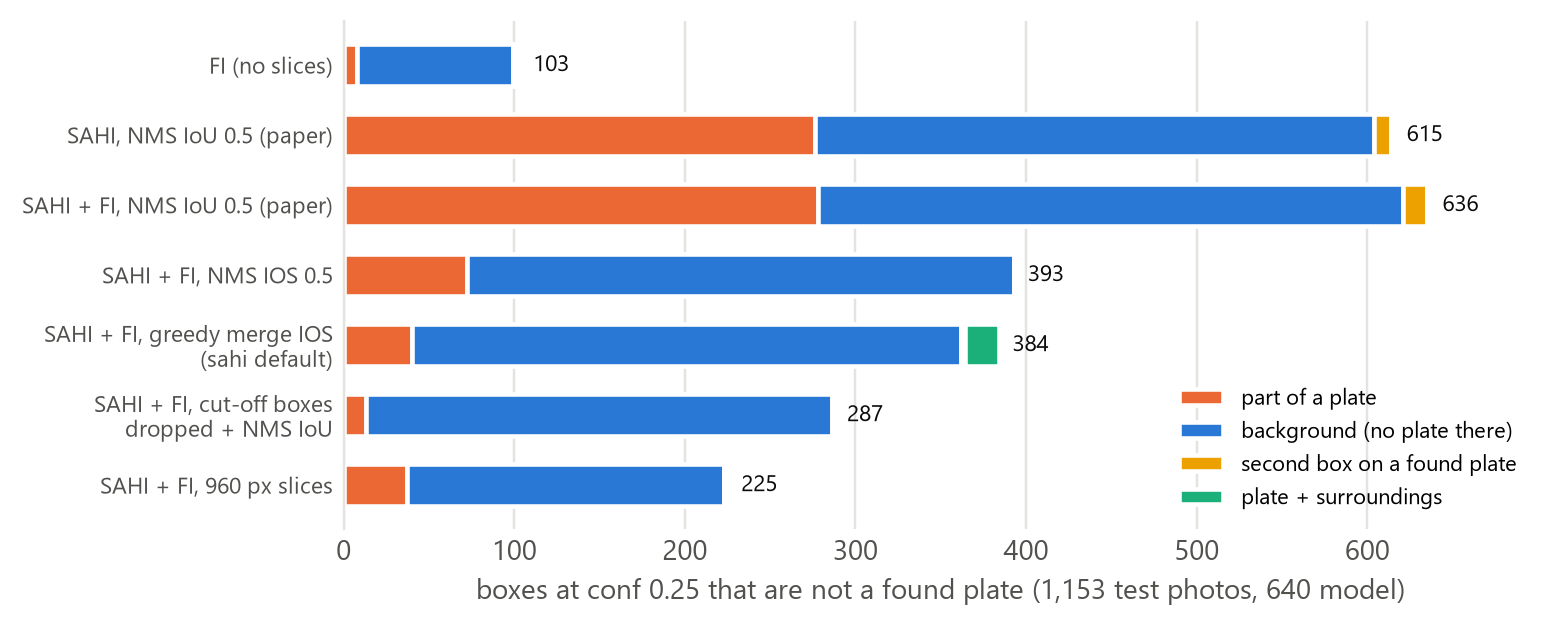 FI (no slices)
103
SAHI, NMS IoU 0.5 (paper)
615
SAHI + FI, NMS IoU 0.5 (paper)
636
SAHI + FI, NMS IOS 0.5
393
SAHI + FI, greedy merge IOS
(sahi default)
384
SAHI + FI, cut-off boxes
dropped + NMS IoU
287
SAHI + FI, 960 px slices
225
part of a plate
background (no plate there)
second box on a found plate
plate + surroundings
0 100 200 300 400 500 600
boxes at conf 0.25 that are not a found plate (1,153 test photos, 640 model)